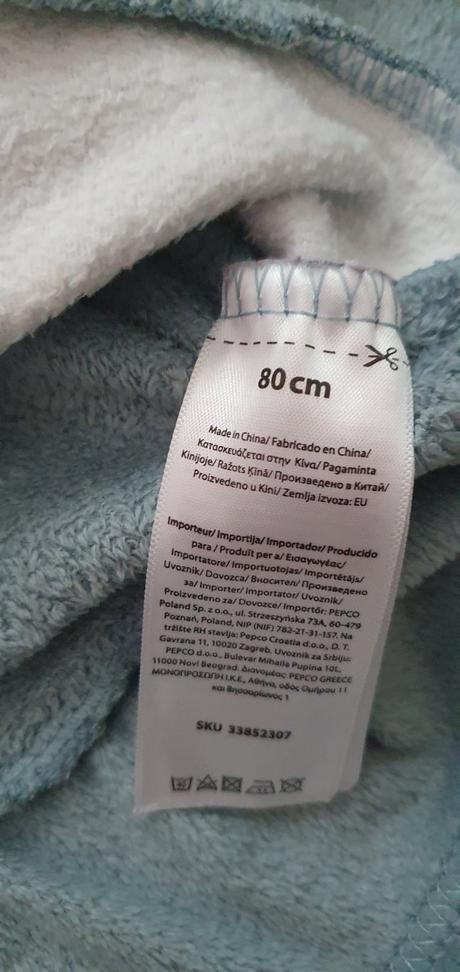 80 cm
Made in China/ Fabricado en China/
Κατασκευάζεται στην Κίνα/ Pagaminta
Kinijoje/ Ražots Ķīnā/ Произведено в Китай/
Proizvedeno u Kini/ Zemlja izvoza: EU
Importeur/ Importija/ Importador/ Producido
para/ Produït per a/ Εισαγωγέας/
Importatore/ Importuotojas/ Importētājs/
Uvoznik/ Dovozca/ Вносител/ Произведено
за/ Importer/ Importator/ Uvoznik/
Proizvedeno za/ Dovozce/ Importőr: PEPCO
Poland Sp. z o.o., ul. Strzeszyńska 73A, 60-479
Poznań, Poland, NIP (NIF) 782-21-31-157. Na
tržište RH stavlja: Pepco Croatia d.o.o., D. T.
Gavrana 11, 10020 Zagreb. Uvoznik za Srbiju:
PEPCO d.o.o., Bulevar Mihaila Pupina 10L,
11000 Novi Beograd. Διανομέας: PEPCO GREECE
ΜΟΝΟΠΡΟΣΩΠΗ Ι.Κ.Ε., Αθήνα, οδός Ομήρου 11
και Βησσαρίωνος 1
SKU 33852307